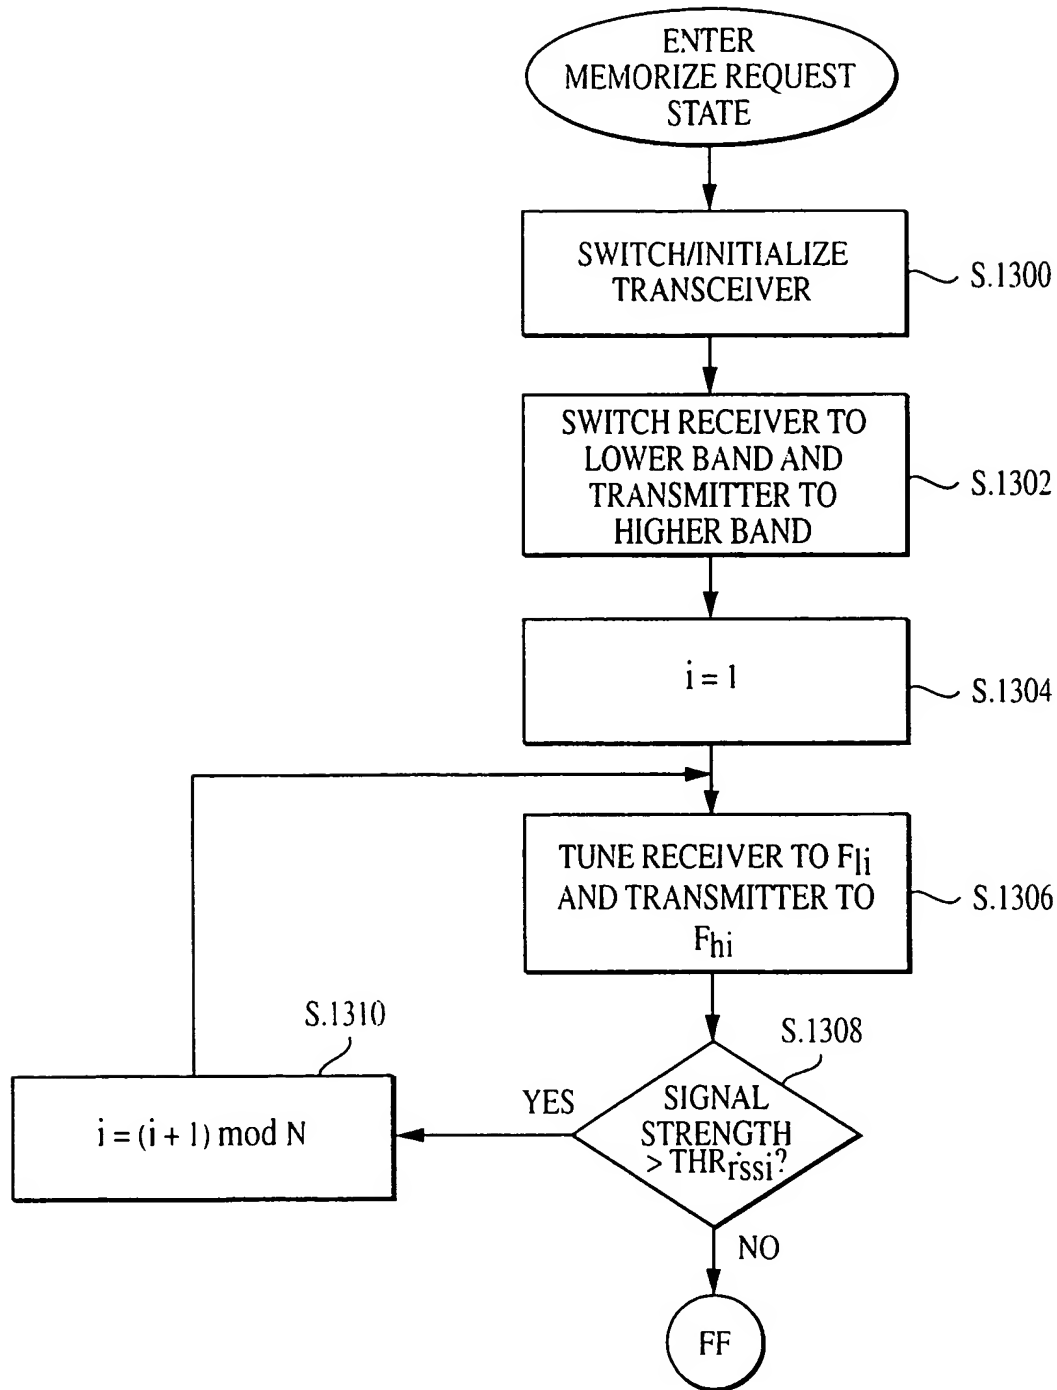 ENTER
MEMORIZE REQUEST
STATE
SWITCH/INITIALIZE
TRANSCEIVER
S.1300
SWITCH RECEIVER TO
LOWER BAND AND
TRANSMITTER TO
HIGHER BAND
S.1302
i = 1
S.1304
TUNE RECEIVER TO Fli
AND TRANSMITTER TO
Fhi
S.1306
S.1310
i = (i + 1) mod N
S.1308
YES
SIGNAL
STRENGTH
> THRrssi?
NO
FF